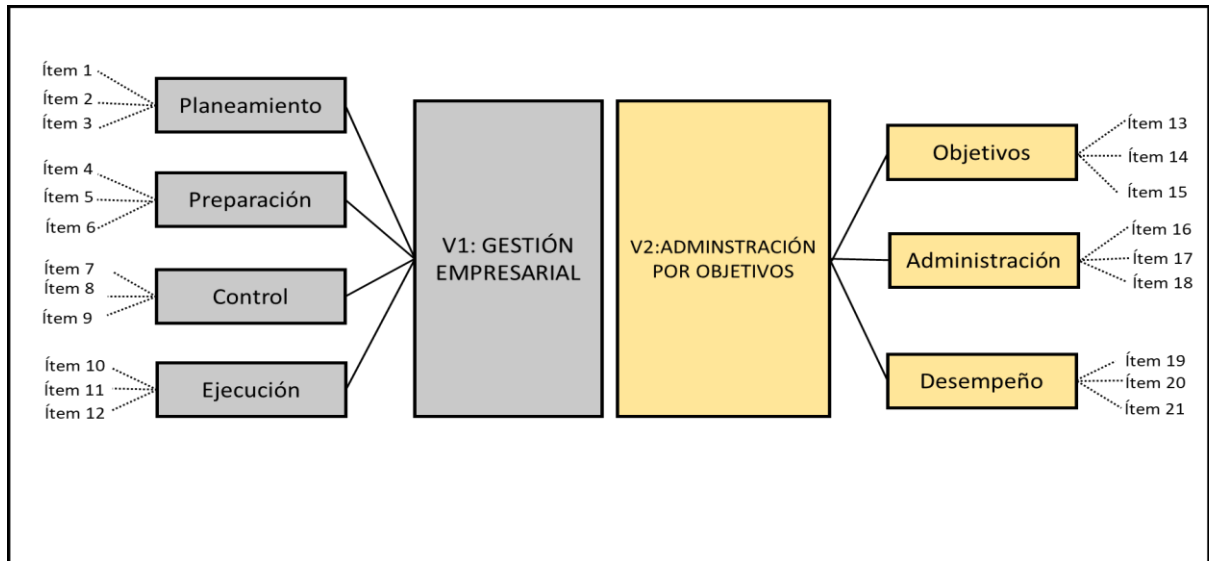 Ítem 1
Ítem 2
Ítem 3
Planeamiento
Ítem 4
Ítem 5
Ítem 6
Preparación
Ítem 7
Ítem 8
Ítem 9
Control
Ítem 10
Ítem 11
Ítem 12
Ejecución
V1: GESTIÓN
EMPRESARIAL
V2:ADMINSTRACIÓN
POR OBJETIVOS
Objetivos
Ítem 13
Ítem 14
Ítem 15
Administración
Ítem 16
Ítem 17
Ítem 18
Desempeño
Ítem 19
Ítem 20
Ítem 21